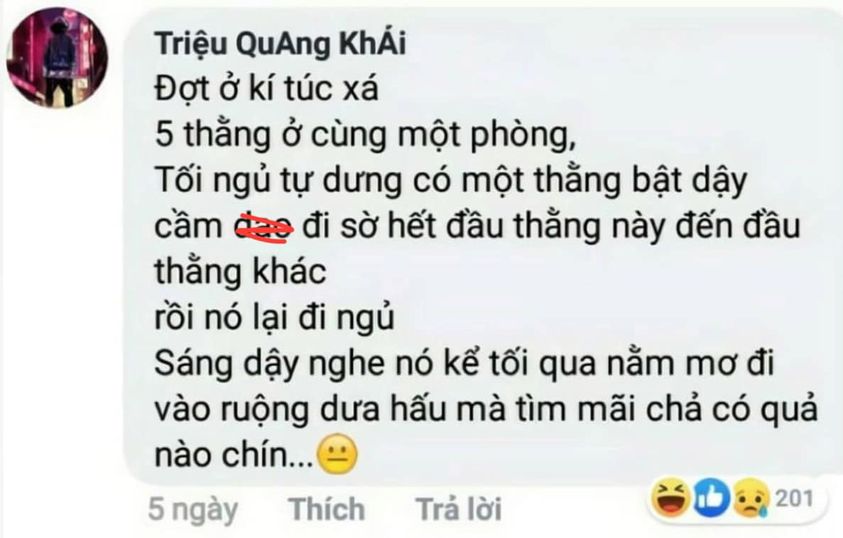 Triệu QuAng KhÁi
Đợt ở kí túc xá
5 thằng ở cùng một phòng,
Tối ngủ tự dưng có một thằng bật dậy
cầm dao đi sờ hết đầu thằng này đến đầu
thằng khác
rồi nó lại đi ngủ
Sáng dậy nghe nó kể tối qua nằm mơ đi
vào ruộng dưa hấu mà tìm mãi chả có quả
nào chín...😐
5 ngày Thích Trả lời 201